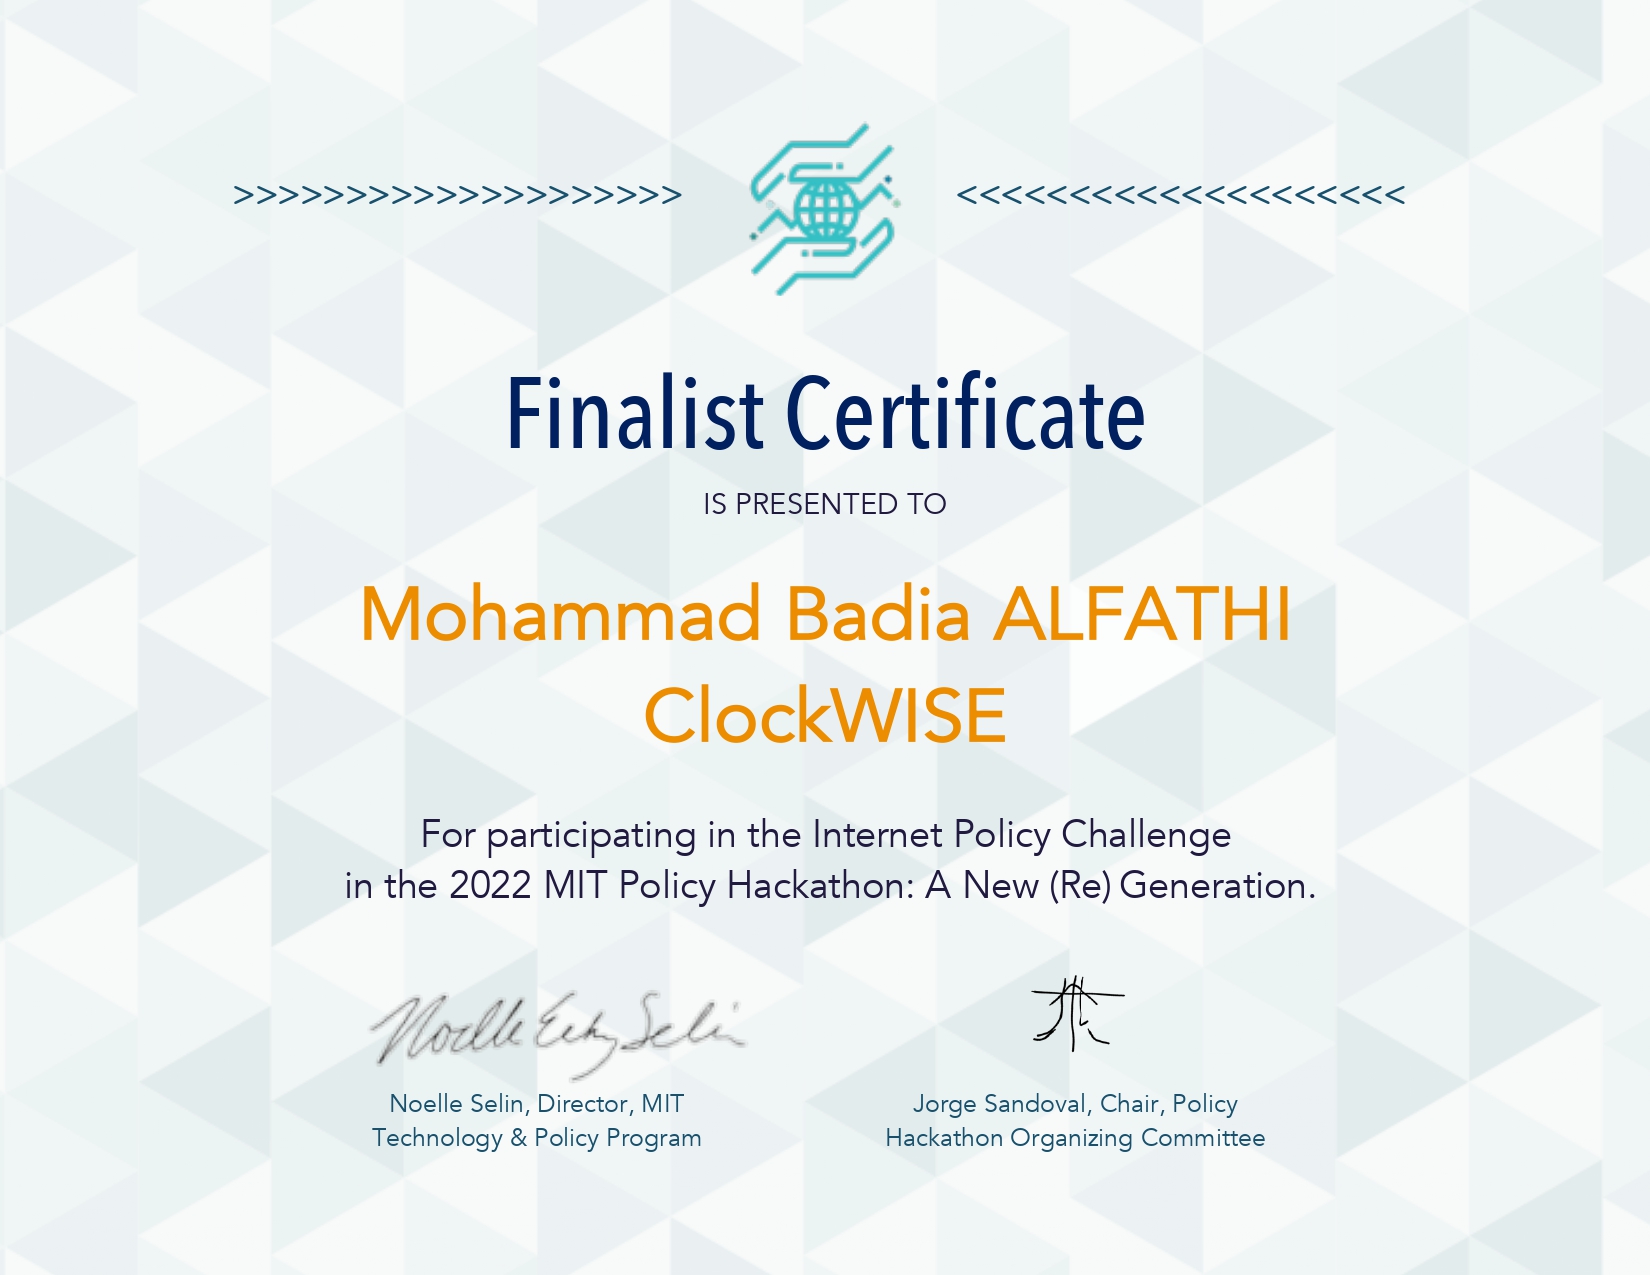 >>>>>>>>>>>>>>>>>>>> <<<<<<<<<<<<<<<<<<<<
Finalist Certificate
IS PRESENTED TO
Mohammad Badia ALFATHI
ClockWISE
For participating in the Internet Policy Challenge
in the 2022 MIT Policy Hackathon: A New (Re) Generation.
Noelle Eckley Selin
Noelle Selin, Director, MIT
Technology & Policy Program
Jorge Sandoval, Chair, Policy
Hackathon Organizing Committee